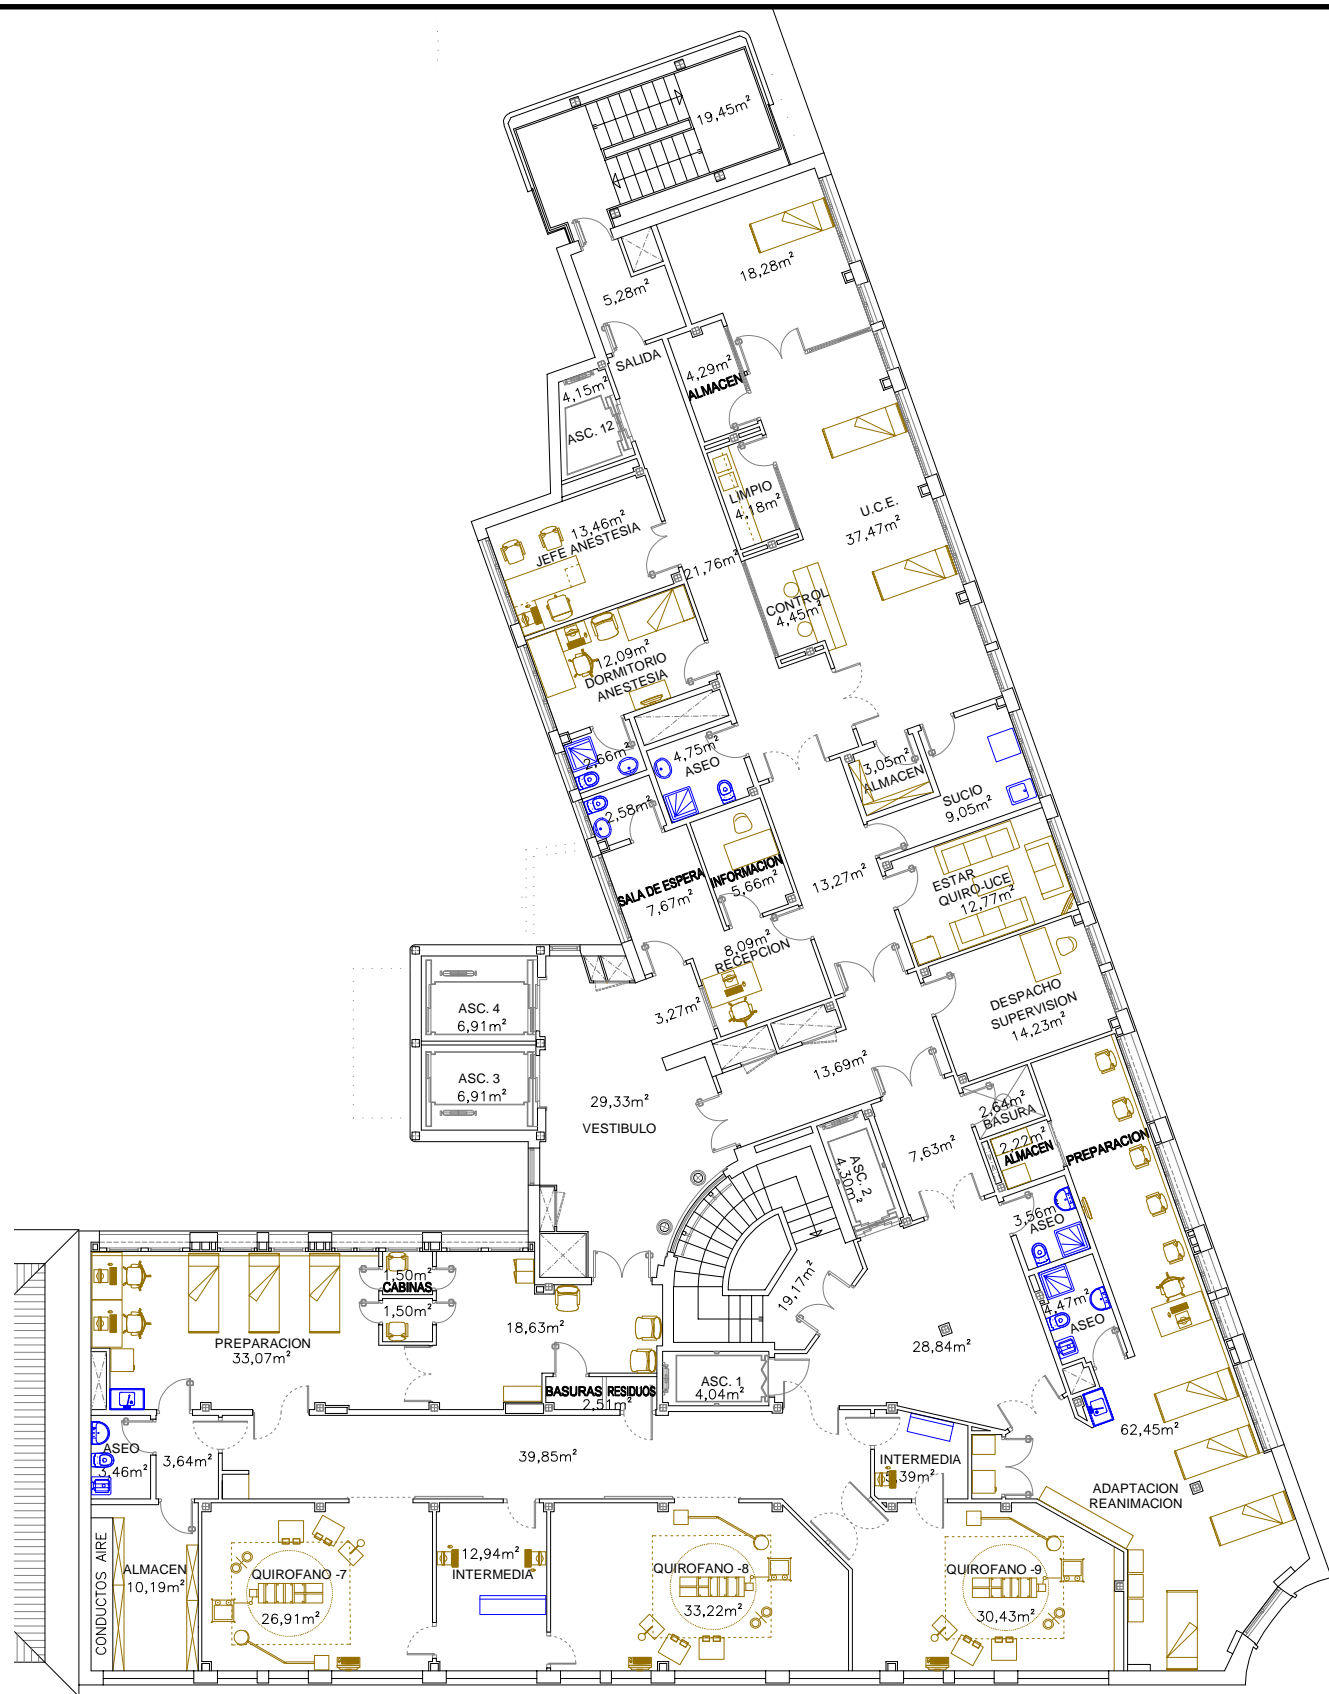 19,45m²
18,28m²
5,28m²
SALIDA
4,29m²
ALMACEN
4,15m²
ASC. 12
LIMPIO
4,18m²
U.C.E.
37,47m²
13,46m²
JEFE ANESTESIA
21,76m²
CONTROL
4,45m²
12,09m²
DORMITORIO
ANESTESIA
2,66m²
4,75m²
ASEO
3,05m²
ALMACEN
SUCIO
9,05m²
2,58m²
SALA DE ESPERA
7,67m²
INFORMACION
5,66m²
13,27m²
ESTAR
QUIRO-UCE
12,77m²
8,09m²
RECEPCION
DESPACHO
SUPERVISION
14,23m²
ASC. 4
6,91m²
3,27m²
ASC. 3
6,91m²
13,69m²
29,33m²
VESTIBULO
2,64m²
BASURA
7,63m²
2,22m²
ALMACEN
PREPARACION
ASC. 2
4,30m²
3,56m
ASEO
19,17m²
4,47m²
ASEO
1,50m²
CABINAS
1,50m²
18,63m²
PREPARACION
33,07m²
28,84m²
ASC. 1
4,04m²
BASURAS
RESIDUOS
2,51m²
62,45m²
ASEO
3,46m²
3,64m²
39,85m²
INTERMEDIA
5,39m²
ADAPTACION
REANIMACION
CONDUCTOS AIRE
ALMACEN
10,19m²
QUIROFANO -7
26,91m²
12,94m²
INTERMEDIA
QUIROFANO -8
33,22m²
QUIROFANO -9
30,43m²